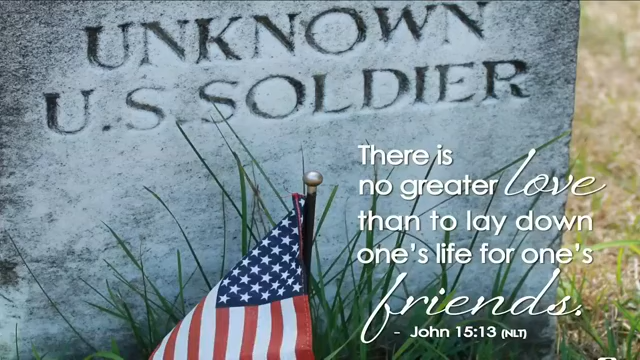 UNKNOWN
U.S. SOLDIER
There is
no greater love
than to lay down
one's life for one's
friends.
- John 15:13 (NLT)